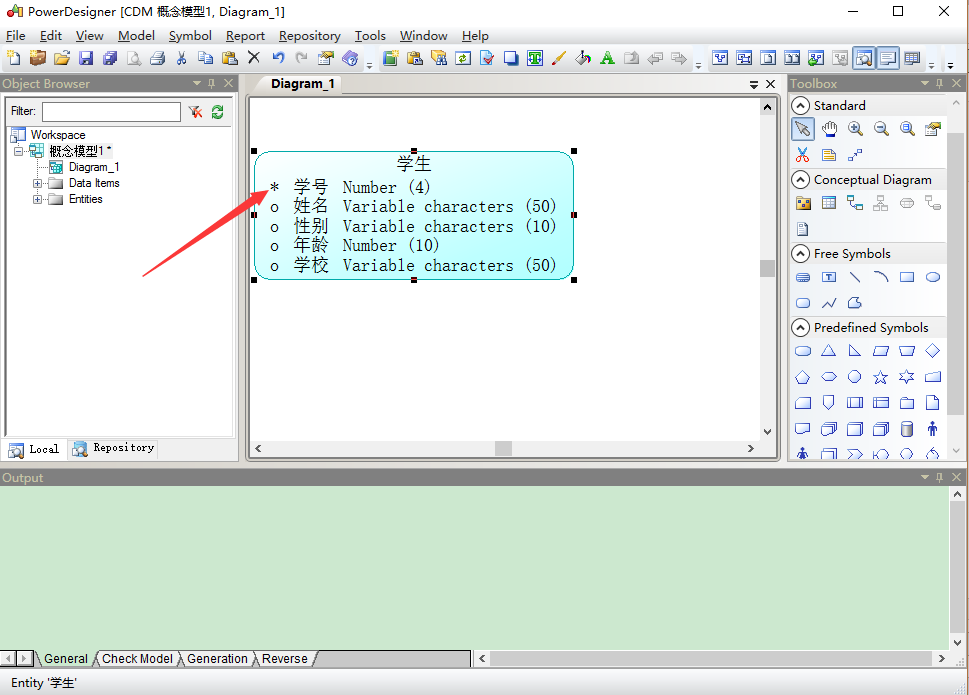 PowerDesigner [CDM 概念模型1, Diagram_1]
File Edit View Model Symbol Report Repository Tools Window Help
Object Browser
Filter:
Workspace
概念模型1 *
Diagram_1
Data Items
Entities
Local Repository
Diagram_1
学生
* 学号 Number (4)
o 姓名 Variable characters (50)
o 性别 Variable characters (10)
o 年龄 Number (10)
o 学校 Variable characters (50)
Toolbox
Standard
Conceptual Diagram
Free Symbols
Predefined Symbols
Output
General Check Model Generation Reverse
Entity '学生'